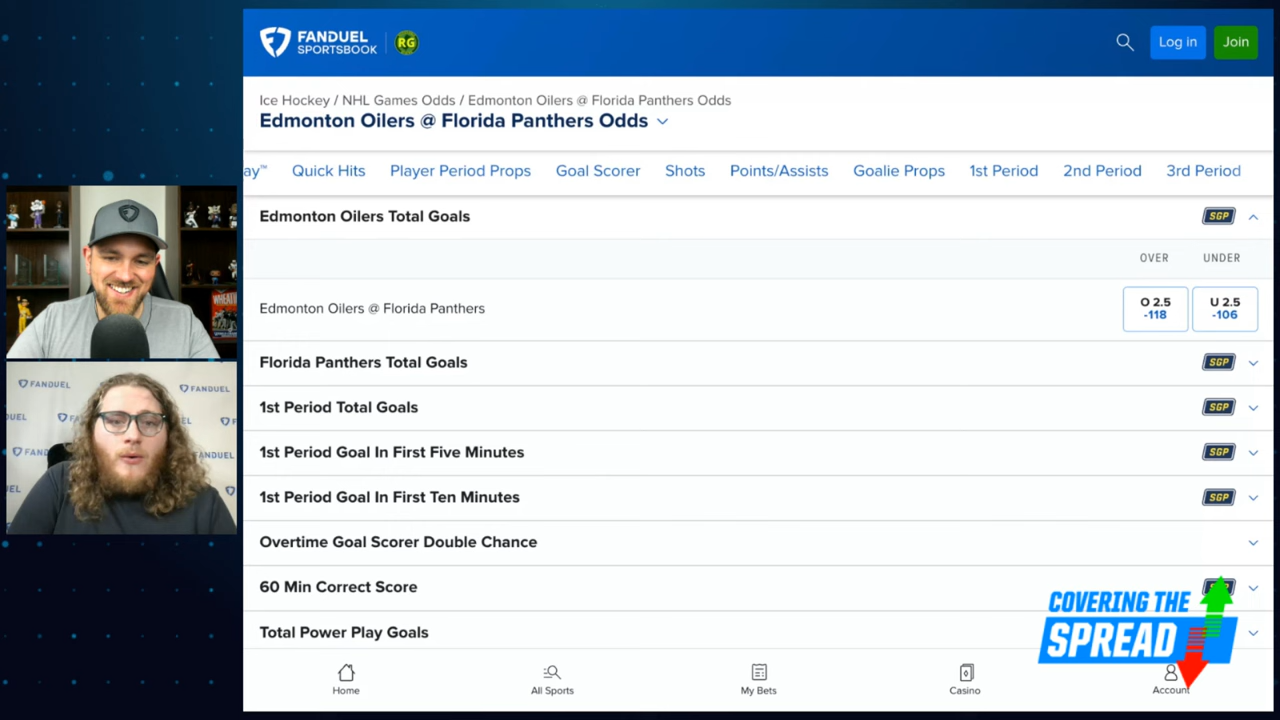 FANDUEL
SPORTSBOOK
RG
Log in
Join
Ice Hockey / NHL Games Odds / Edmonton Oilers @ Florida Panthers Odds
Edmonton Oilers @ Florida Panthers Odds
ay™ Quick Hits Player Period Props Goal Scorer Shots Points/Assists Goalie Props 1st Period 2nd Period 3rd Period
Edmonton Oilers Total Goals SGP
OVER UNDER
Edmonton Oilers @ Florida Panthers
O 2.5 U 2.5
-118 -106
Florida Panthers Total Goals SGP
1st Period Total Goals SGP
1st Period Goal In First Five Minutes SGP
1st Period Goal In First Ten Minutes SGP
Overtime Goal Scorer Double Chance
60 Min Correct Score
Total Power Play Goals
COVERING THE
SPREAD
Home All Sports My Bets Casino Account
FANDUEL FANDUEL
DUEL
FANDUEL